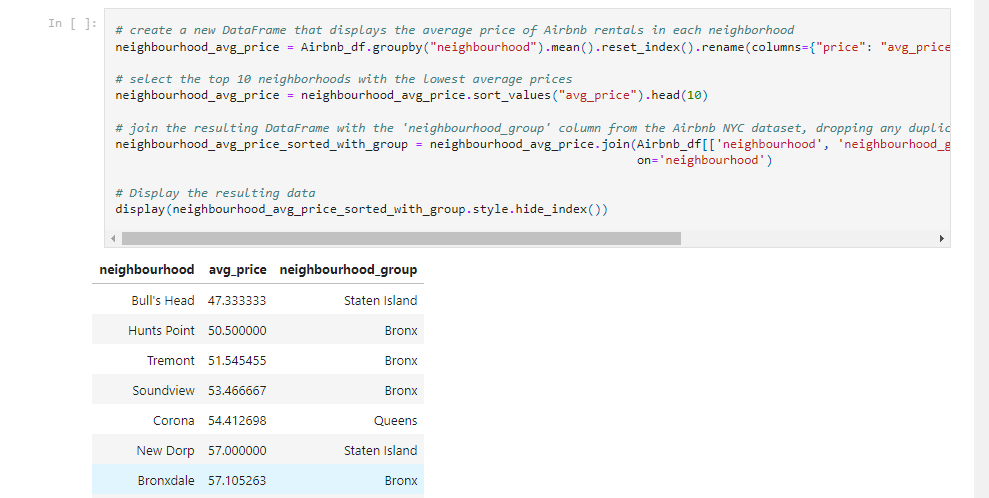 In [ ]:
# create a new DataFrame that displays the average price of Airbnb rentals in each neighborhood
neighbourhood_avg_price = Airbnb_df.groupby("neighbourhood").mean().reset_index().rename(columns={"price": "avg_price
# select the top 10 neighborhoods with the lowest average prices
neighbourhood_avg_price = neighbourhood_avg_price.sort_values("avg_price").head(10)
# join the resulting DataFrame with the 'neighbourhood_group' column from the Airbnb NYC dataset, dropping any duplic
neighbourhood_avg_price_sorted_with_group = neighbourhood_avg_price.join(Airbnb_df[['neighbourhood', 'neighbourhood_g
on='neighbourhood')
# Display the resulting data
display(neighbourhood_avg_price_sorted_with_group.style.hide_index())
neighbourhood avg_price neighbourhood_group
Bull's Head 47.333333 Staten Island
Hunts Point 50.500000 Bronx
Tremont 51.545455 Bronx
Soundview 53.466667 Bronx
Corona 54.412698 Queens
New Dorp 57.000000 Staten Island
Bronxdale 57.105263 Bronx